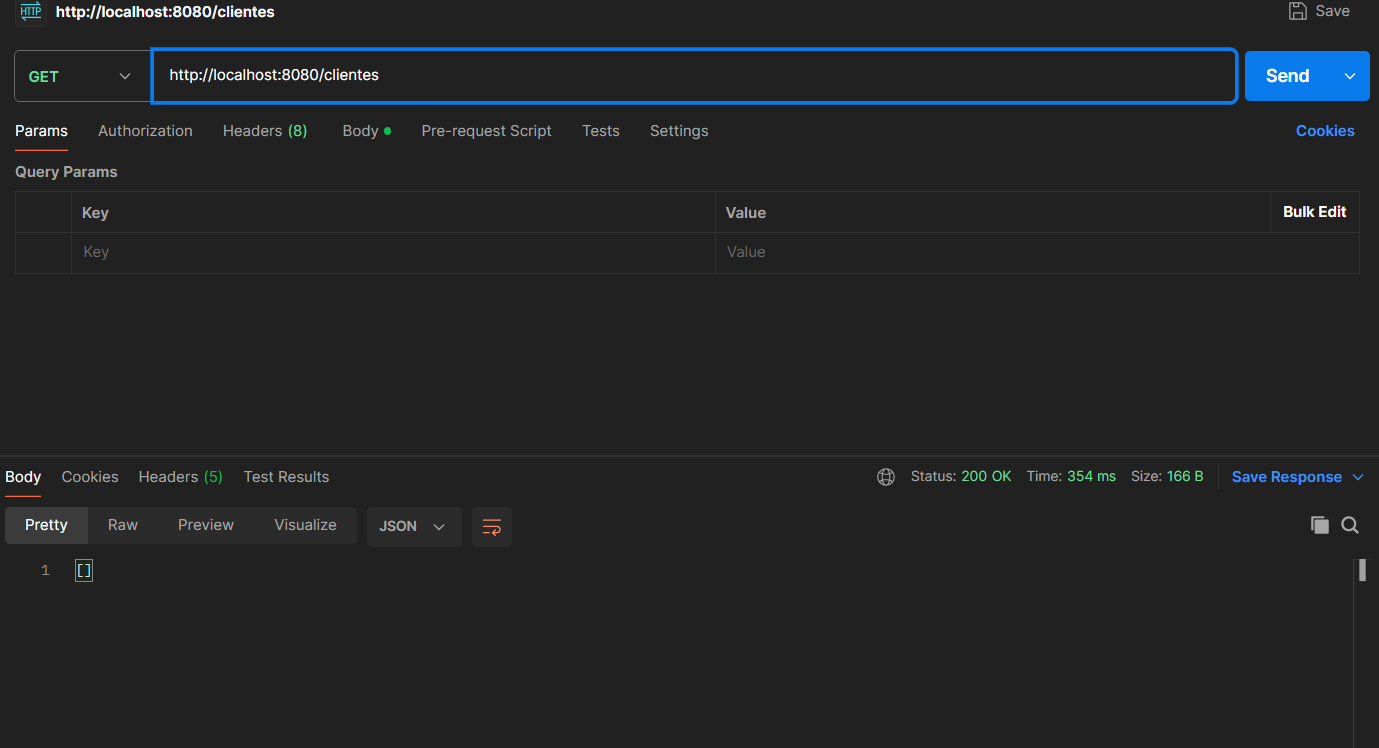 HTTP http://localhost:8080/clientes Save
GET http://localhost:8080/clientes Send
Params Authorization Headers (8) Body Pre-request Script Tests Settings Cookies
Query Params
Key Value Bulk Edit
Key Value
Body Cookies Headers (5) Test Results Status: 200 OK Time: 354 ms Size: 166 B Save Response
Pretty Raw Preview Visualize JSON
1 []